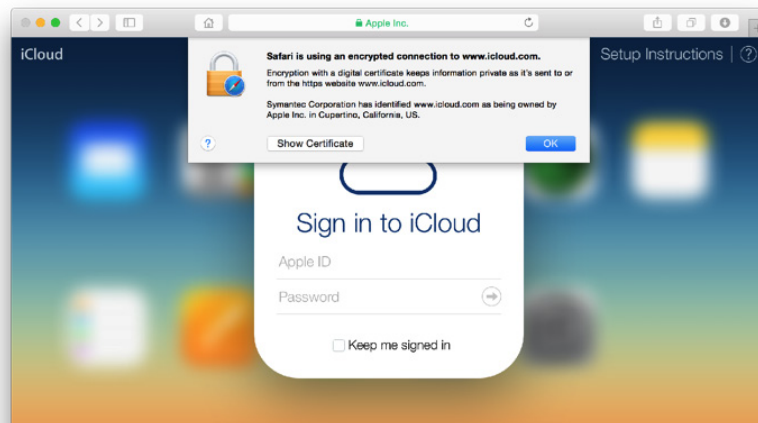 Apple Inc.
iCloud
Setup Instructions | ?
Safari is using an encrypted connection to www.icloud.com.
Encryption with a digital certificate keeps information private as it's sent to or
from the https website www.icloud.com.
Symantec Corporation has identified www.icloud.com as being owned by
Apple Inc. in Cupertino, California, US.
?
Show Certificate
OK
Sign in to iCloud
Apple ID
Password
Keep me signed in